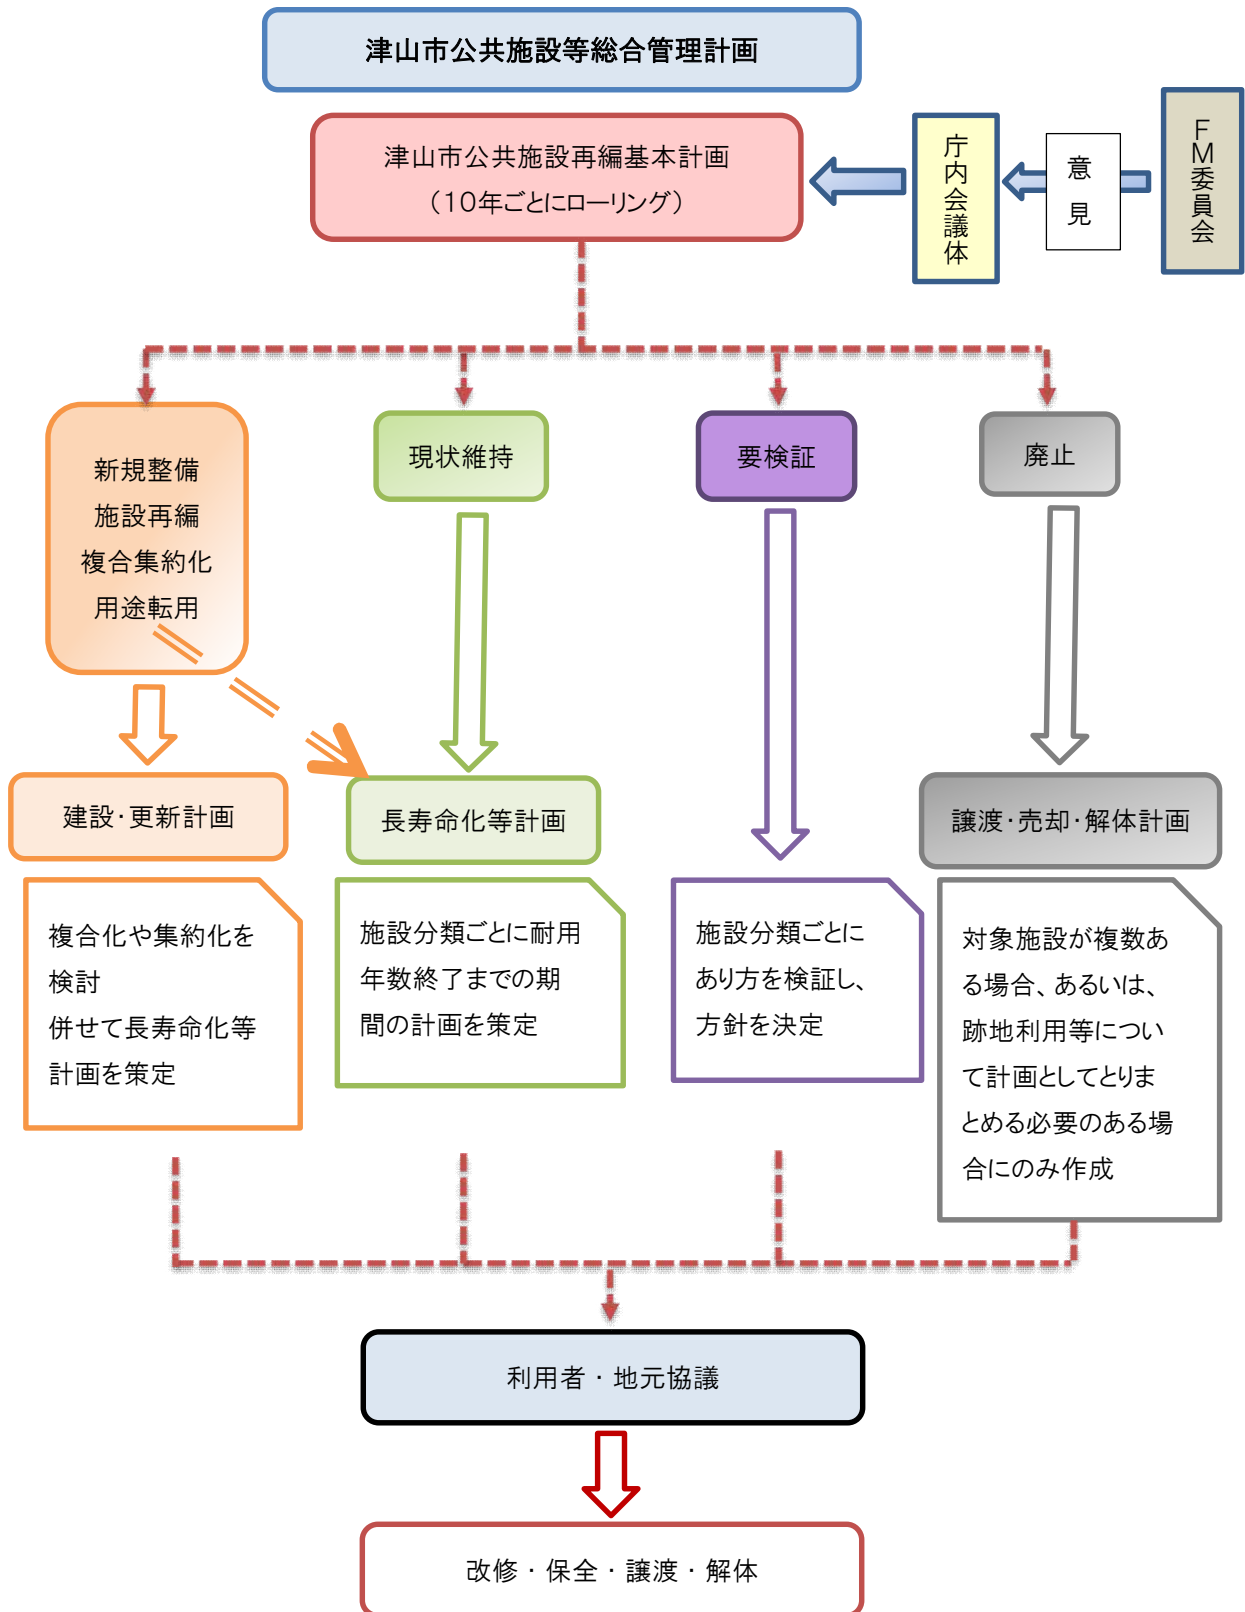 津山市公共施設等総合管理計画
津山市公共施設再編基本計画
（１０年ごとにローリング）
庁内会議体
意見
ＦＭ委員会
新規整備
施設再編
複合集約化
用途転用
現状維持
要検証
廃止
建設・更新計画
長寿命化等計画
譲渡・売却・解体計画
複合化や集約化を
検討
併せて長寿命化等
計画を策定
施設分類ごとに耐用
年数終了までの期
間の計画を策定
施設分類ごとに
あり方を検証し、
方針を決定
対象施設が複数あ
る場合、あるいは、
跡地利用等につい
て計画としてとりま
とめる必要のある場
合にのみ作成
利用者・地元協議
改修・保全・譲渡・解体